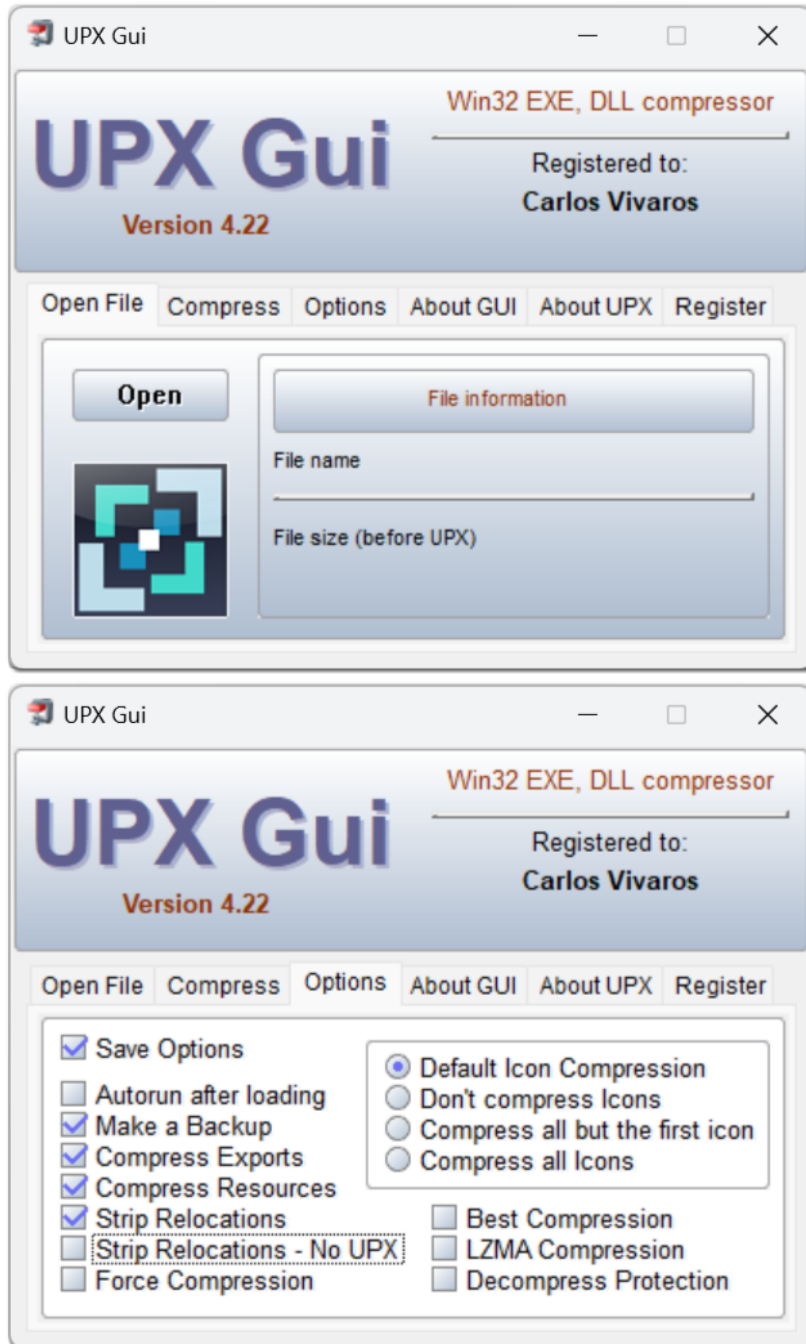 UPX Gui
UPX Gui
Version 4.22
Win32 EXE, DLL compressor
Registered to:
Carlos Vivaros
Open File Compress Options About GUI About UPX Register
Open
File information
File name
File size (before UPX)
UPX Gui
UPX Gui
Version 4.22
Win32 EXE, DLL compressor
Registered to:
Carlos Vivaros
Open File Compress Options About GUI About UPX Register
Save Options
Autorun after loading
Make a Backup
Compress Exports
Compress Resources
Strip Relocations
Strip Relocations - No UPX
Force Compression
Default Icon Compression
Don't compress Icons
Compress all but the first icon
Compress all Icons
Best Compression
LZMA Compression
Decompress Protection